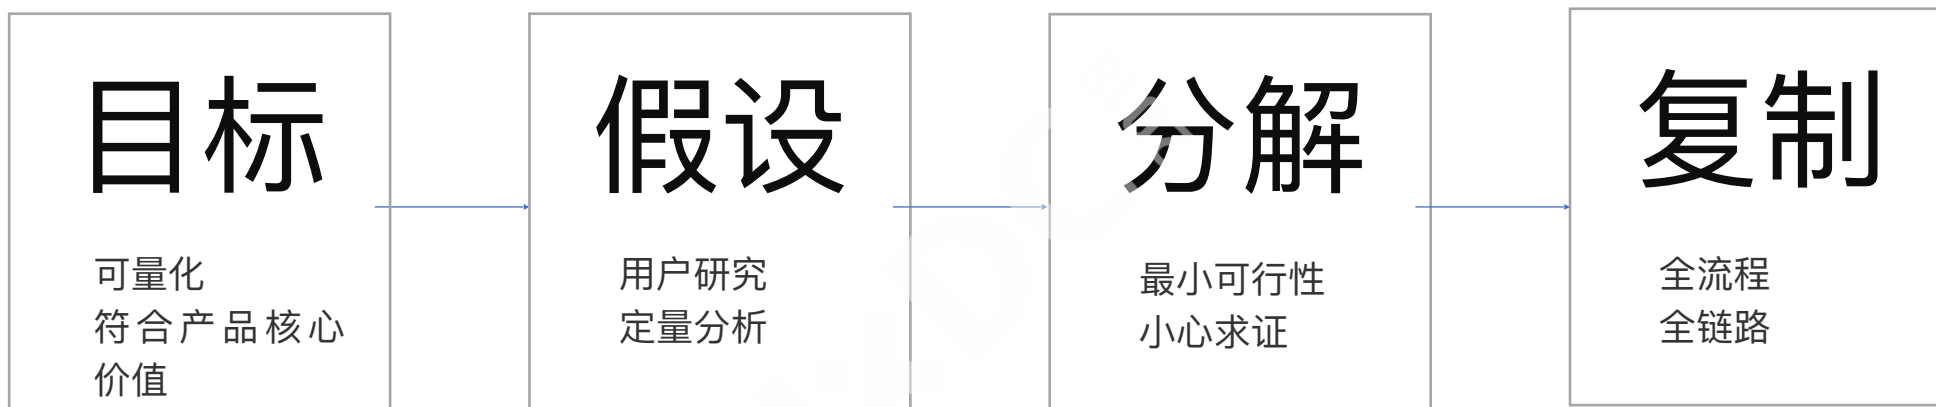 目标
可量化
符合产品核心
价值
假设
用户研究
定量分析
分解
最小可行性
小心求证
复制
全流程
全链路